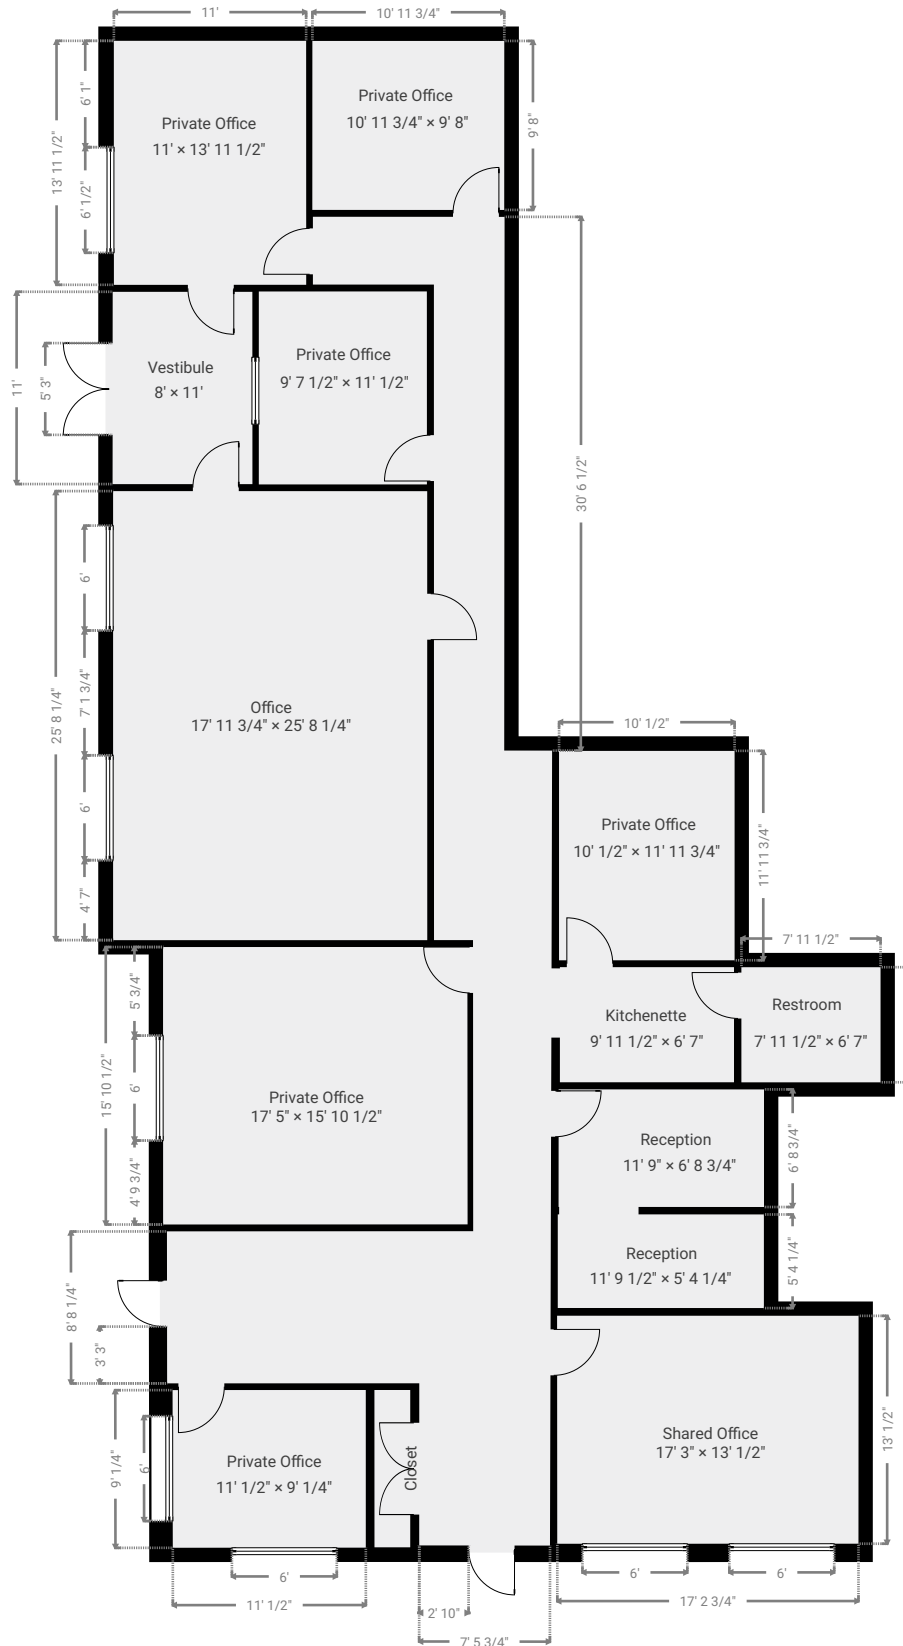 11'
10' 11 3/4"
6' 1"
13' 11 1/2"
6' 1/2"
Private Office
11' × 13' 11 1/2"
Private Office
10' 11 3/4" × 9' 8"
9' 8"
11'
5' 3"
Vestibule
8' × 11'
Private Office
9' 7 1/2" × 11' 1/2"
30' 6 1/2"
6'
7' 1 3/4"
25' 8 1/4"
6'
4' 7"
Office
17' 11 3/4" × 25' 8 1/4"
10' 1/2"
Private Office
10' 1/2" × 11' 11 3/4"
11' 11 3/4"
7' 11 1/2"
5' 3/4"
15' 10 1/2"
6'
4' 9 3/4"
Kitchenette
9' 11 1/2" × 6' 7"
Restroom
7' 11 1/2" × 6' 7"
Private Office
17' 5" × 15' 10 1/2"
Reception
11' 9" × 6' 8 3/4"
6' 8 3/4"
Reception
11' 9 1/2" × 5' 4 1/4"
5' 4 1/4"
8' 8 1/4"
3' 3"
9' 1/4"
6'
Private Office
11' 1/2" × 9' 1/4"
Closet
Shared Office
17' 3" × 13' 1/2"
13' 1/2"
6'
6'
6'
11' 1/2"
2' 10"
17' 2 3/4"
7' 5 3/4"